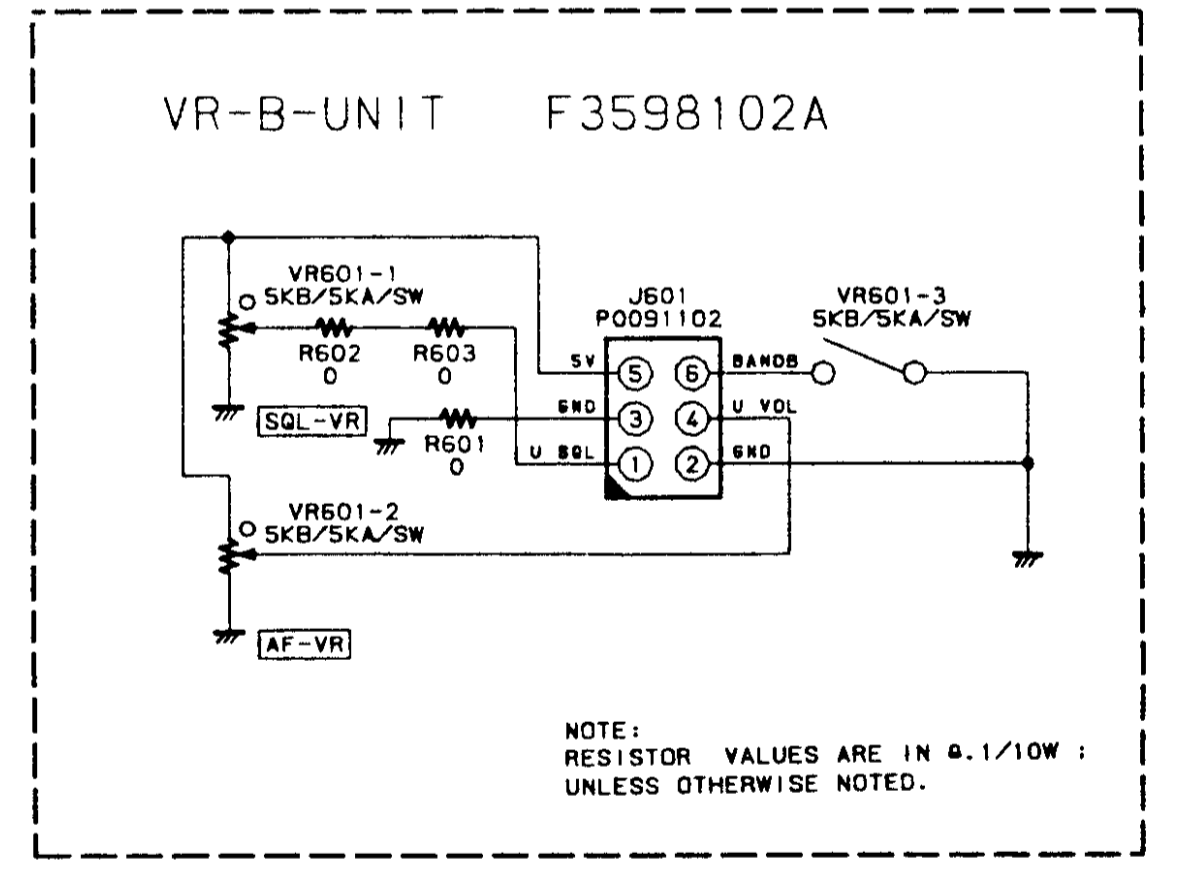 VR-B-UNIT F3598102A
VR601-1
5KB/5KA/SW
R602
0
R603
0
SQL-VR
R601
0
5V
GND
U SQL
J601
P0091102
5
6
3
4
1
2
BANDB
U VOL
GND
VR601-3
5KB/5KA/SW
VR601-2
5KB/5KA/SW
AF-VR
NOTE:
RESISTOR VALUES ARE IN Ω.1/10W ;
UNLESS OTHERWISE NOTED.